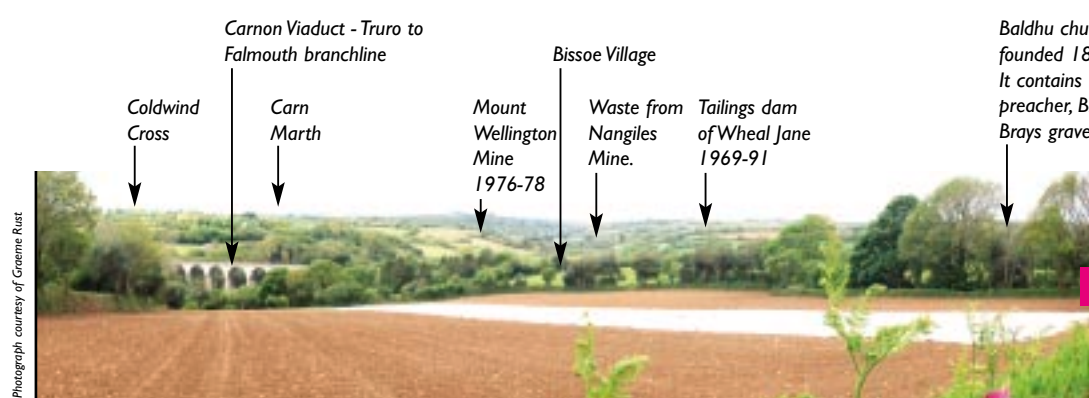 Carnon Viaduct - Truro to
Falmouth branchline
Bissoe Village
Baldhu
founded
It contains
preacher,
Brays grave
Coldwind
Cross
Carn
Marth
Mount
Wellington
Mine
1976-78
Waste from
Nangiles
Mine.
Tailings dam
of Wheal Jane
1969-91
Photograph courtesy of Graeme Rust